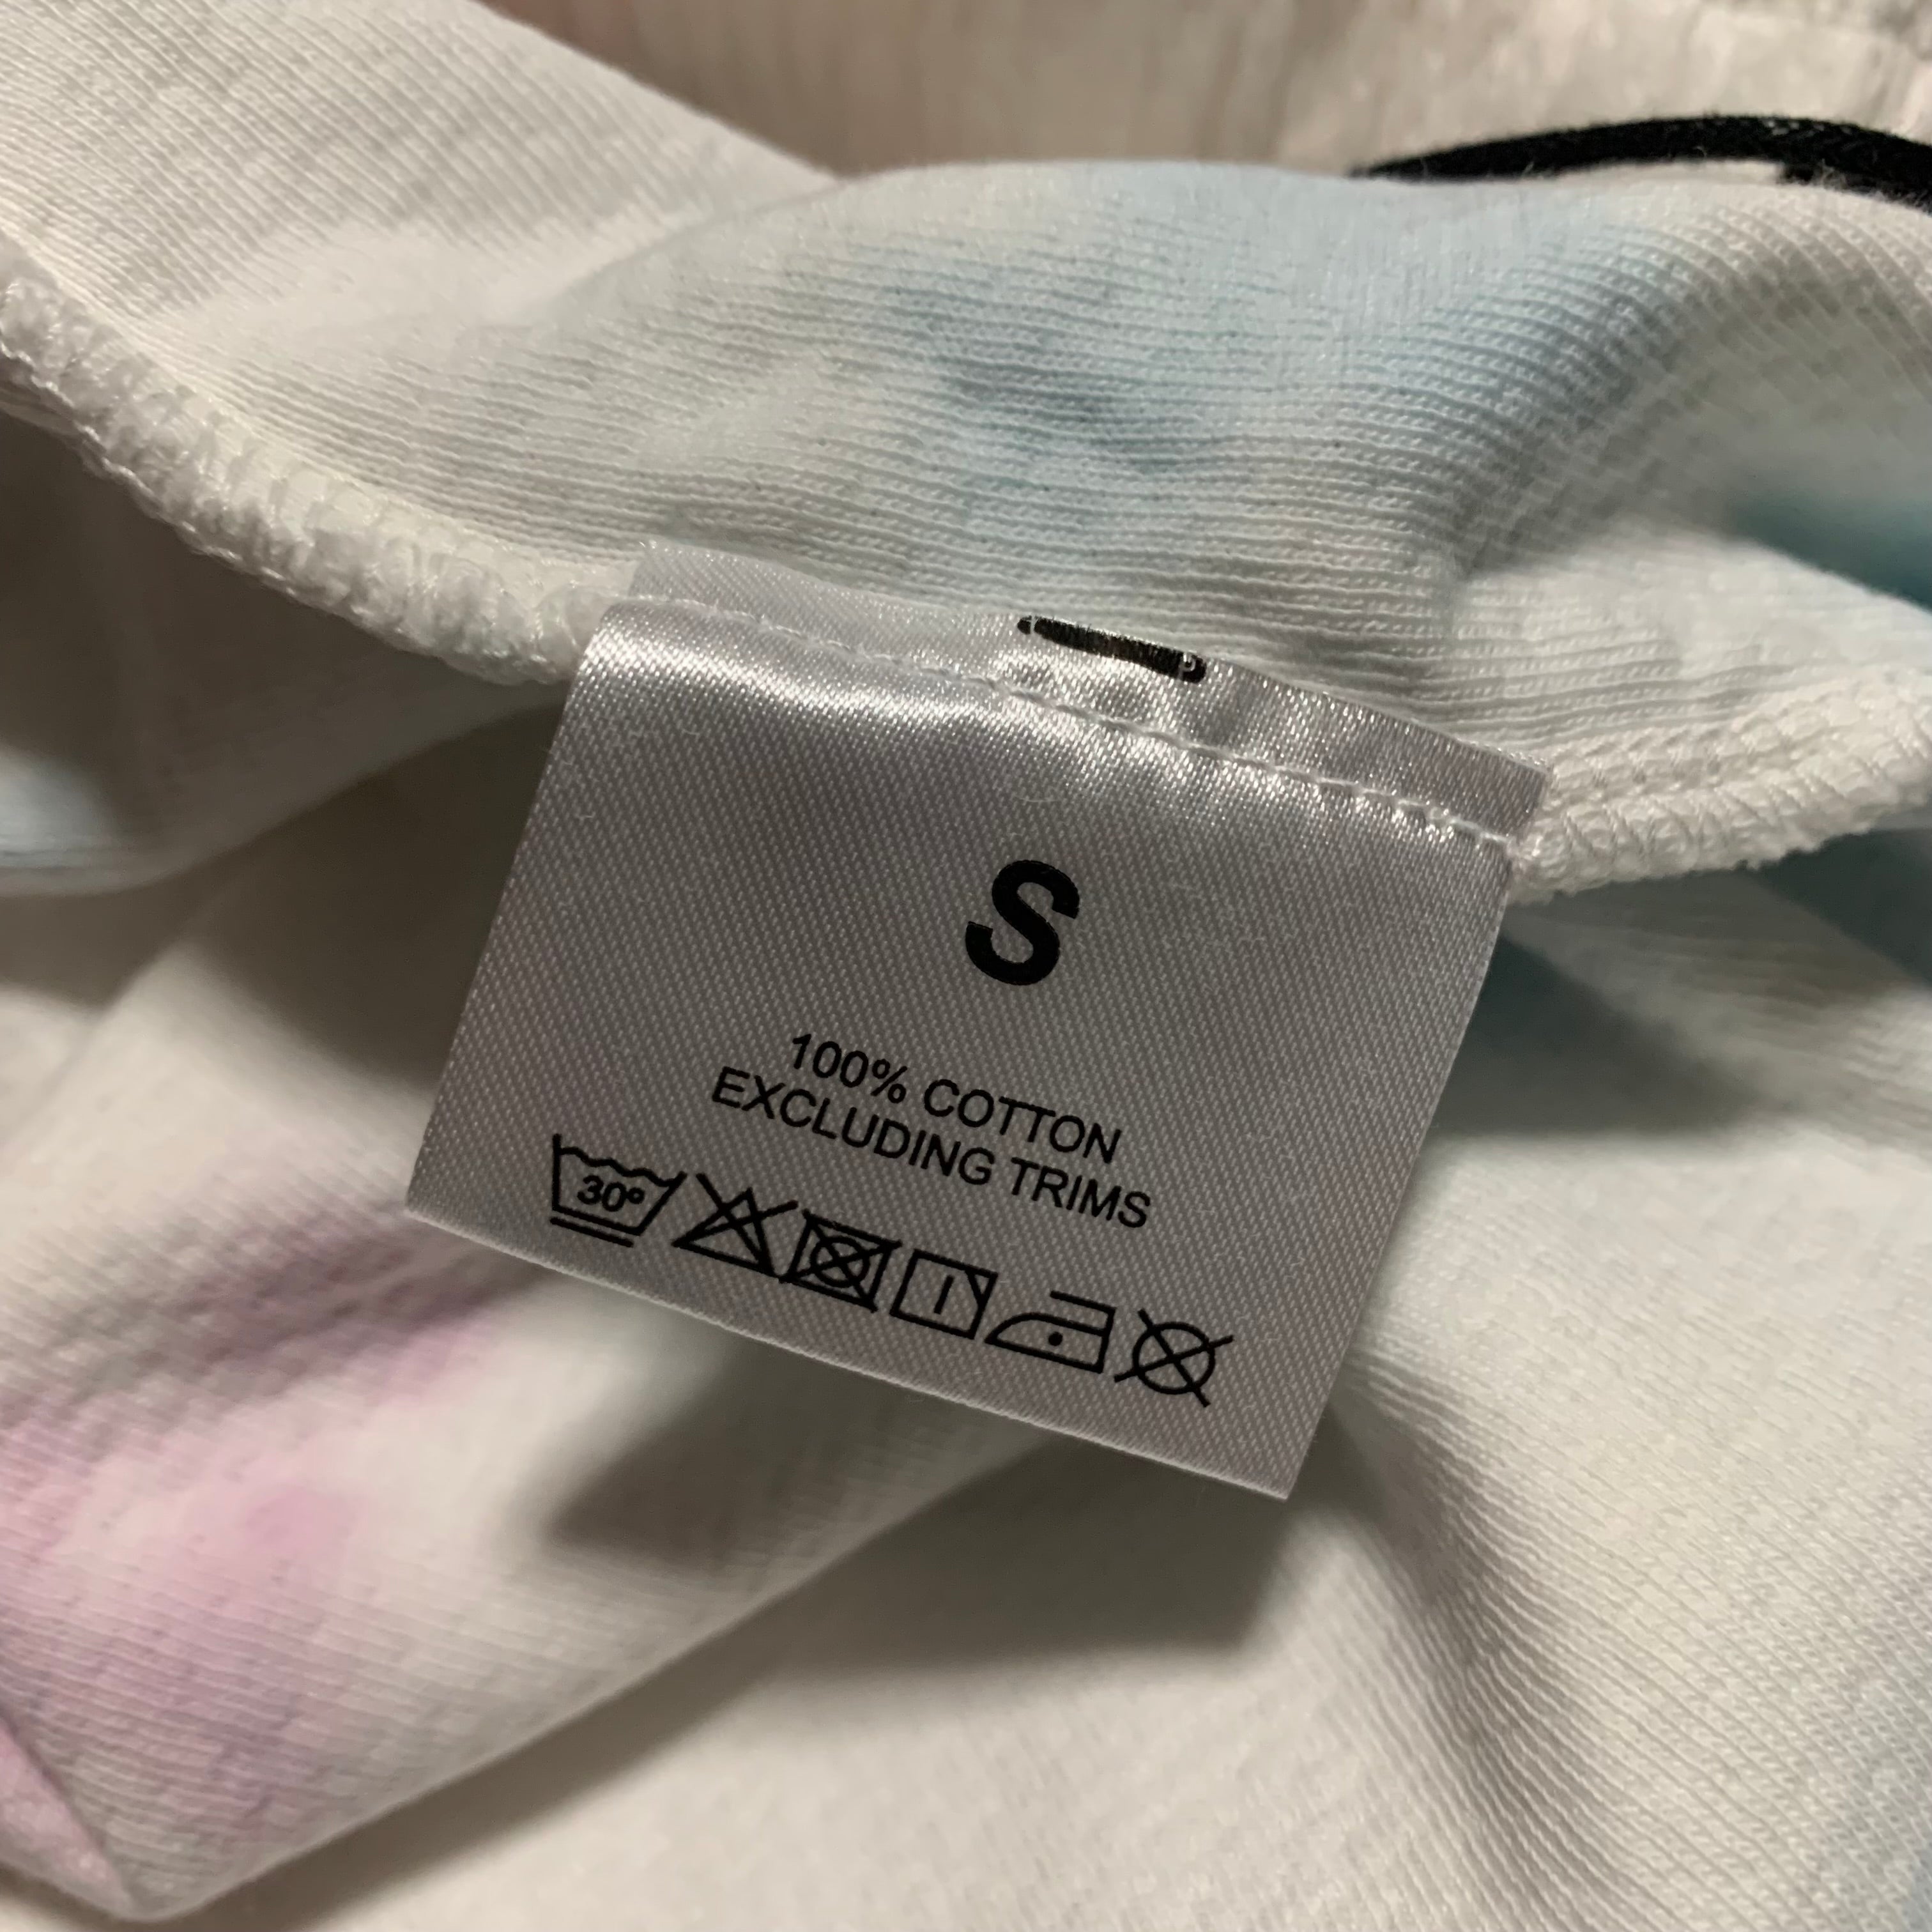 S
100% COTTON
EXCLUDING TRIMS
30°